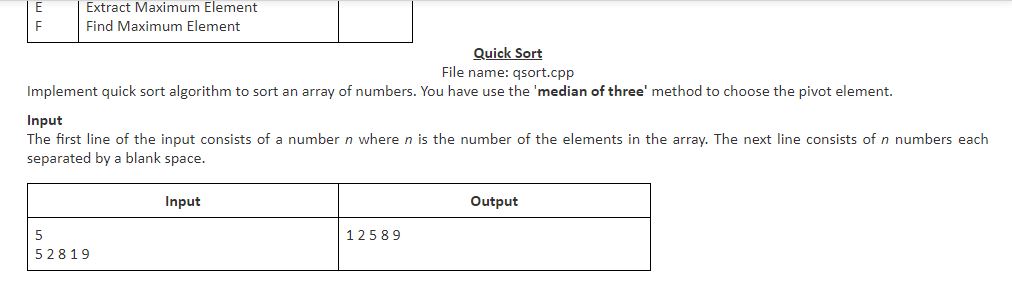 E Extract Maximum Element
F Find Maximum Element
Quick Sort
File name: qsort.cpp
Implement quick sort algorithm to sort an array of numbers. You have use the 'median of three' method to choose the pivot element.
Input
The first line of the input consists of a number n where n is the number of the elements in the array. The next line consists of n numbers each
separated by a blank space.
Input Output
5 1 2 5 8 9
5 2 8 1 9